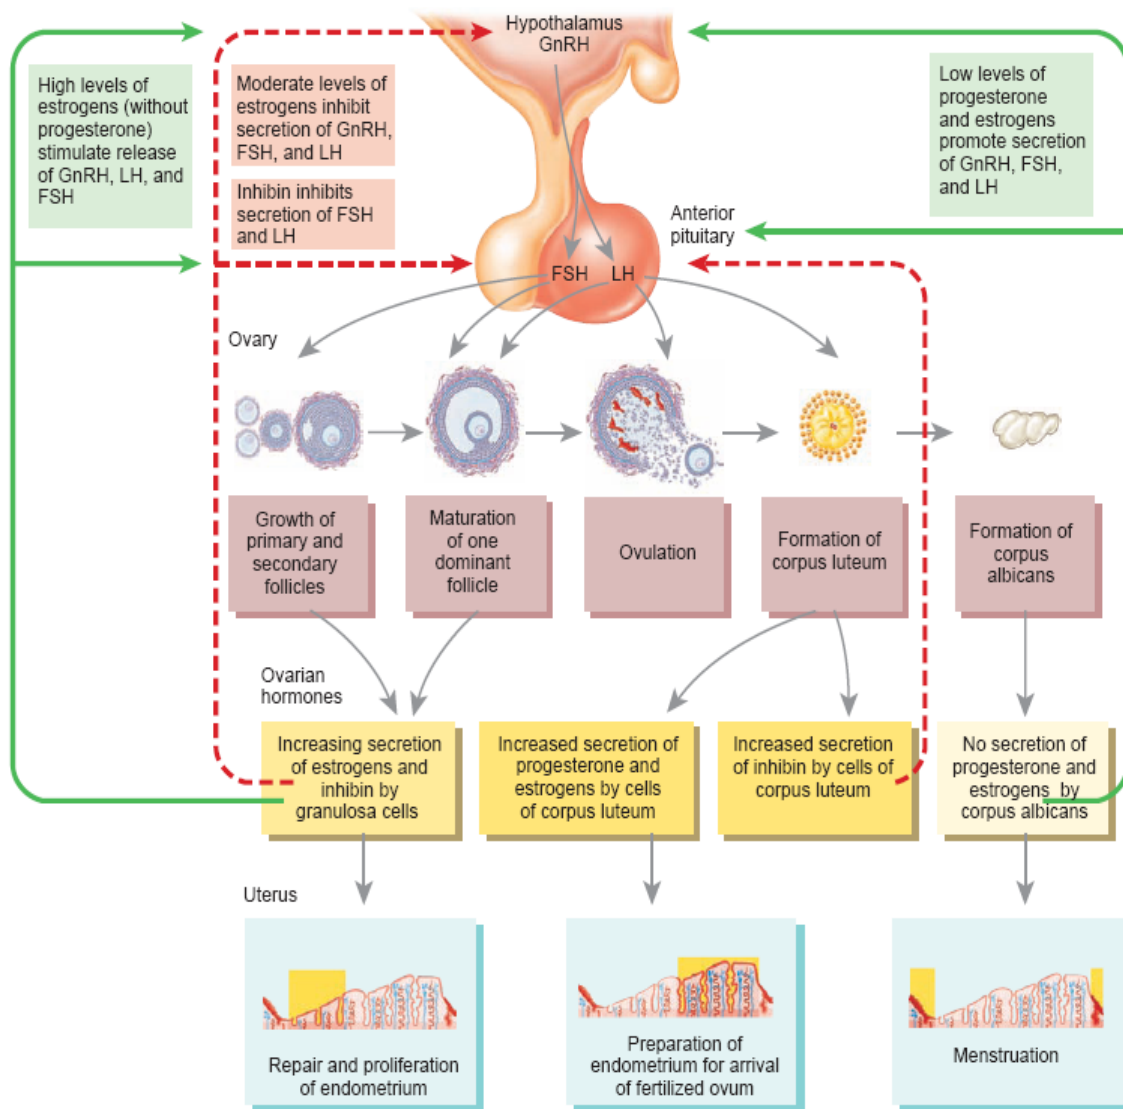 Hypothalamus
GnRH
High levels of
estrogens (without
progesterone)
stimulate release
of GnRH, LH, and
FSH
Moderate levels of
estrogens inhibit
secretion of GnRH,
FSH, and LH
Inhibin inhibits
secretion of FSH
and LH
Low levels of
progesterone
and estrogens
promote secretion
of GnRH, FSH,
and LH
Anterior
pituitary
FSH
LH
Ovary
Growth of
primary and
secondary
follicles
Maturation
of one
dominant
follicle
Ovulation
Formation of
corpus luteum
Formation of
corpus
albicans
Ovarian
hormones
Increasing secretion
of estrogens and
inhibin by
granulosa cells
Increased secretion of
progesterone and
estrogens by cells
of corpus luteum
Increased secretion
of inhibin by cells of
corpus luteum
No secretion of
progesterone and
estrogens by
corpus albicans
Uterus
Repair and proliferation
of endometrium
Preparation of
endometrium for arrival
of fertilized ovum
Menstruation